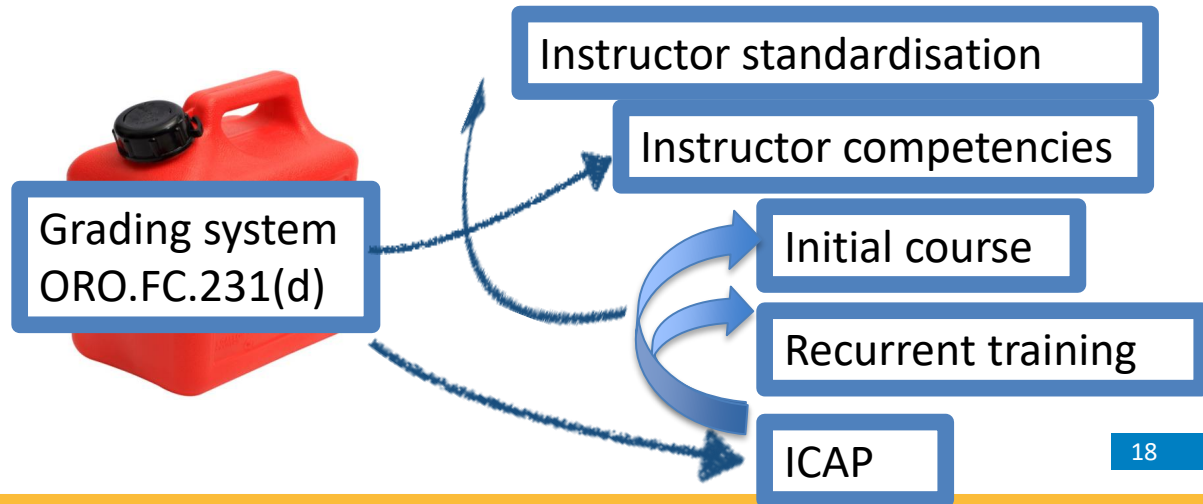 Instructor standardisation
Instructor competencies
Grading system
ORO.FC.231(d)
Initial course
Recurrent training
ICAP
18